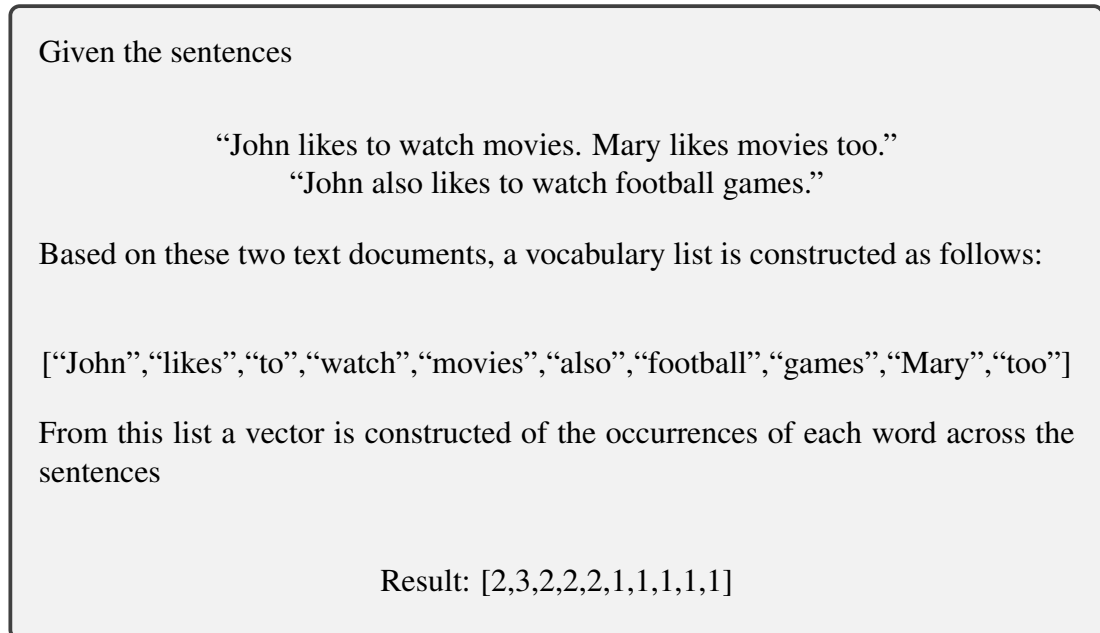 Given the sentences
“John likes to watch movies. Mary likes movies too.”
“John also likes to watch football games.”
Based on these two text documents, a vocabulary list is constructed as follows:
[“John”,“likes”,“to”,“watch”,“movies”,“also”,“football”,“games”,“Mary”,“too”]
From this list a vector is constructed of the occurrences of each word across the
sentences
Result: [2,3,2,2,2,1,1,1,1,1]